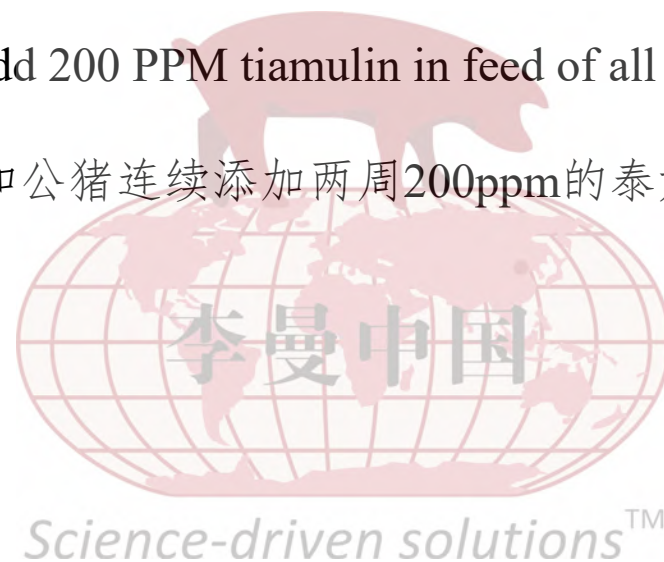 dd 200 PPM tiamulin in feed of all
和公猪连续添加两周200ppm的泰
李曼中国
Science-driven solutions™